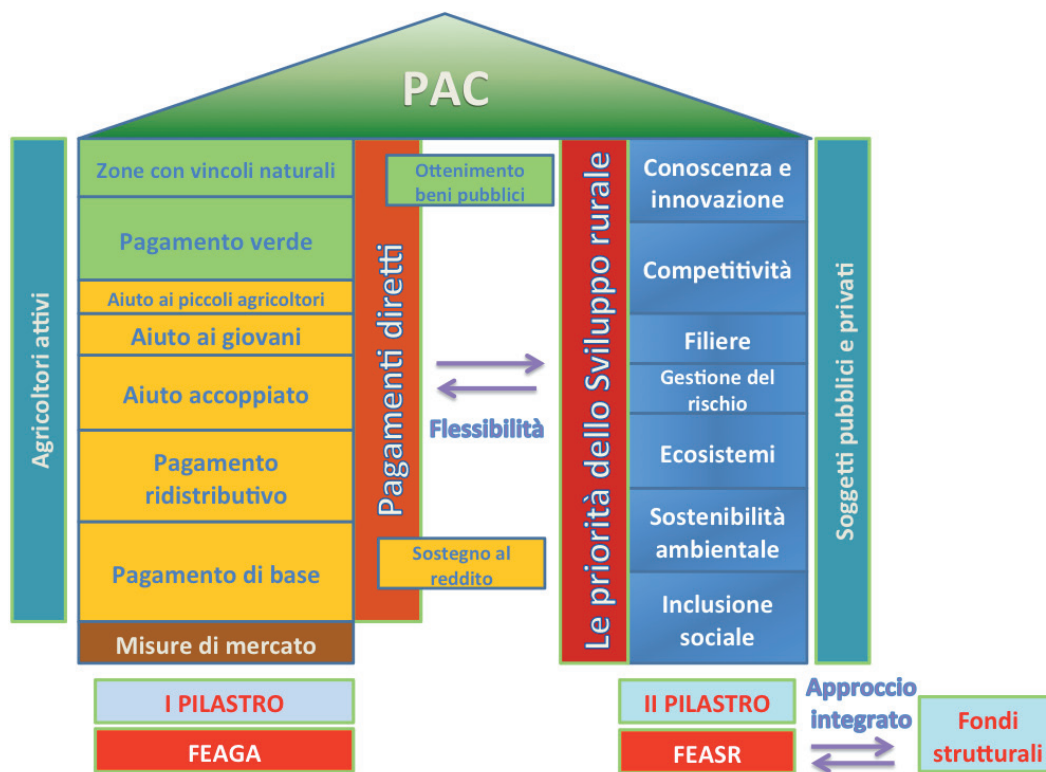 PAC
Agricoltori attivi
Zone con vincoli naturali
Pagamento verde
Aiuto ai piccoli agricoltori
Aiuto ai giovani
Aiuto accoppiato
Pagamento
ridistributivo
Pagamento di base
Misure di mercato
Pagamenti diretti
Ottenimento
beni pubblici
Flessibilità
Sostegno al
reddito
Le priorità dello Sviluppo rurale
Conoscenza e
innovazione
Competitività
Filiere
Gestione del
rischio
Ecosistemi
Sostenibilità
ambientale
Inclusione
sociale
Soggetti pubblici e privati
I PILASTRO
FEAGA
II PILASTRO
FEASR
Approccio
integrato
Fondi
strutturali